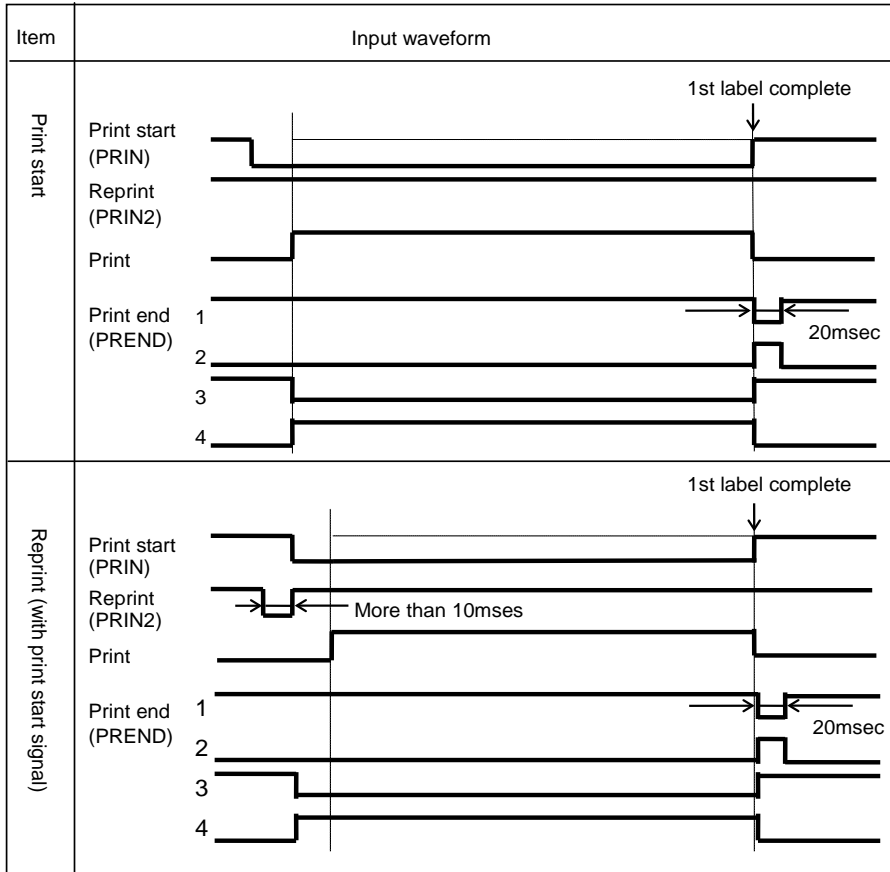 Item
Input waveform
Print start
1st label complete
Print start
(PRIN)
Reprint
(PRIN2)
Print
Print end
(PREND)
1
2
3
4
20msec
Reprint (with print start signal)
1st label complete
Print start
(PRIN)
Reprint
(PRIN2)
More than 10mses
Print
Print end
(PREND)
1
2
3
4
20msec